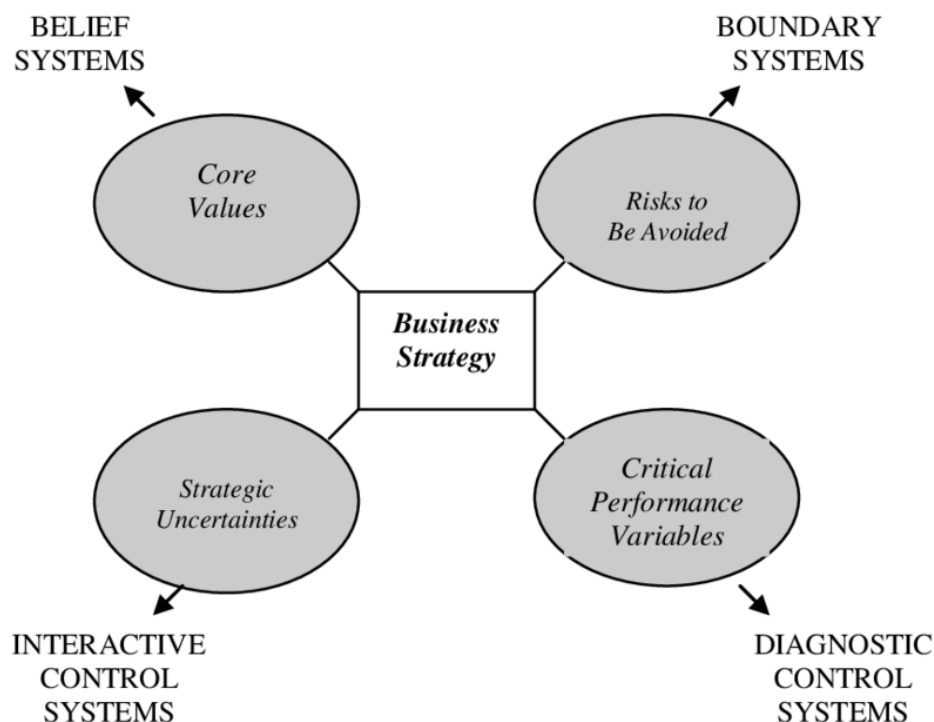 BELIEF
SYSTEMS
BOUNDARY
SYSTEMS
Core
Values
Risks to
Be Avoided
Business
Strategy
Strategic
Uncertainties
Critical
Performance
Variables
INTERACTIVE
CONTROL
SYSTEMS
DIAGNOSTIC
CONTROL
SYSTEMS